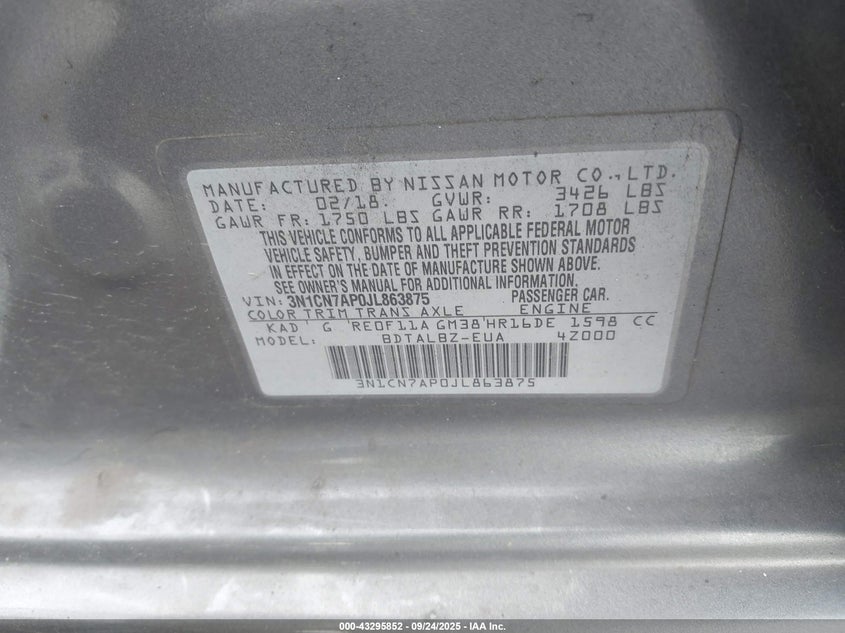 MANUFACTURED BY NISSAN MOTOR CO., LTD.
DATE: 02/18. GVWR: 3426 LBS
GAWR FR: 1750 LBS GAWR RR: 1708 LBS
THIS VEHICLE CONFORMS TO ALL APPLICABLE FEDERAL MOTOR
VEHICLE SAFETY, BUMPER AND THEFT PREVENTION STANDARDS
IN EFFECT ON THE DATE OF MANUFACTURE SHOWN ABOVE.
SEE OWNER'S MANUAL FOR ADDITIONAL INFORMATION.
VIN: 3N1CN7AP0JL863875 PASSENGER CAR.
COLOR TRIM TRANS AXLE ENGINE
KAD G RE0F11A GM38 HR16DE 1598 CC
MODEL: BDTALBZ-EUA 4Z000
3N1CN7AP0JL863875
000-43295852 - 09/24/2025 - IAA Inc.